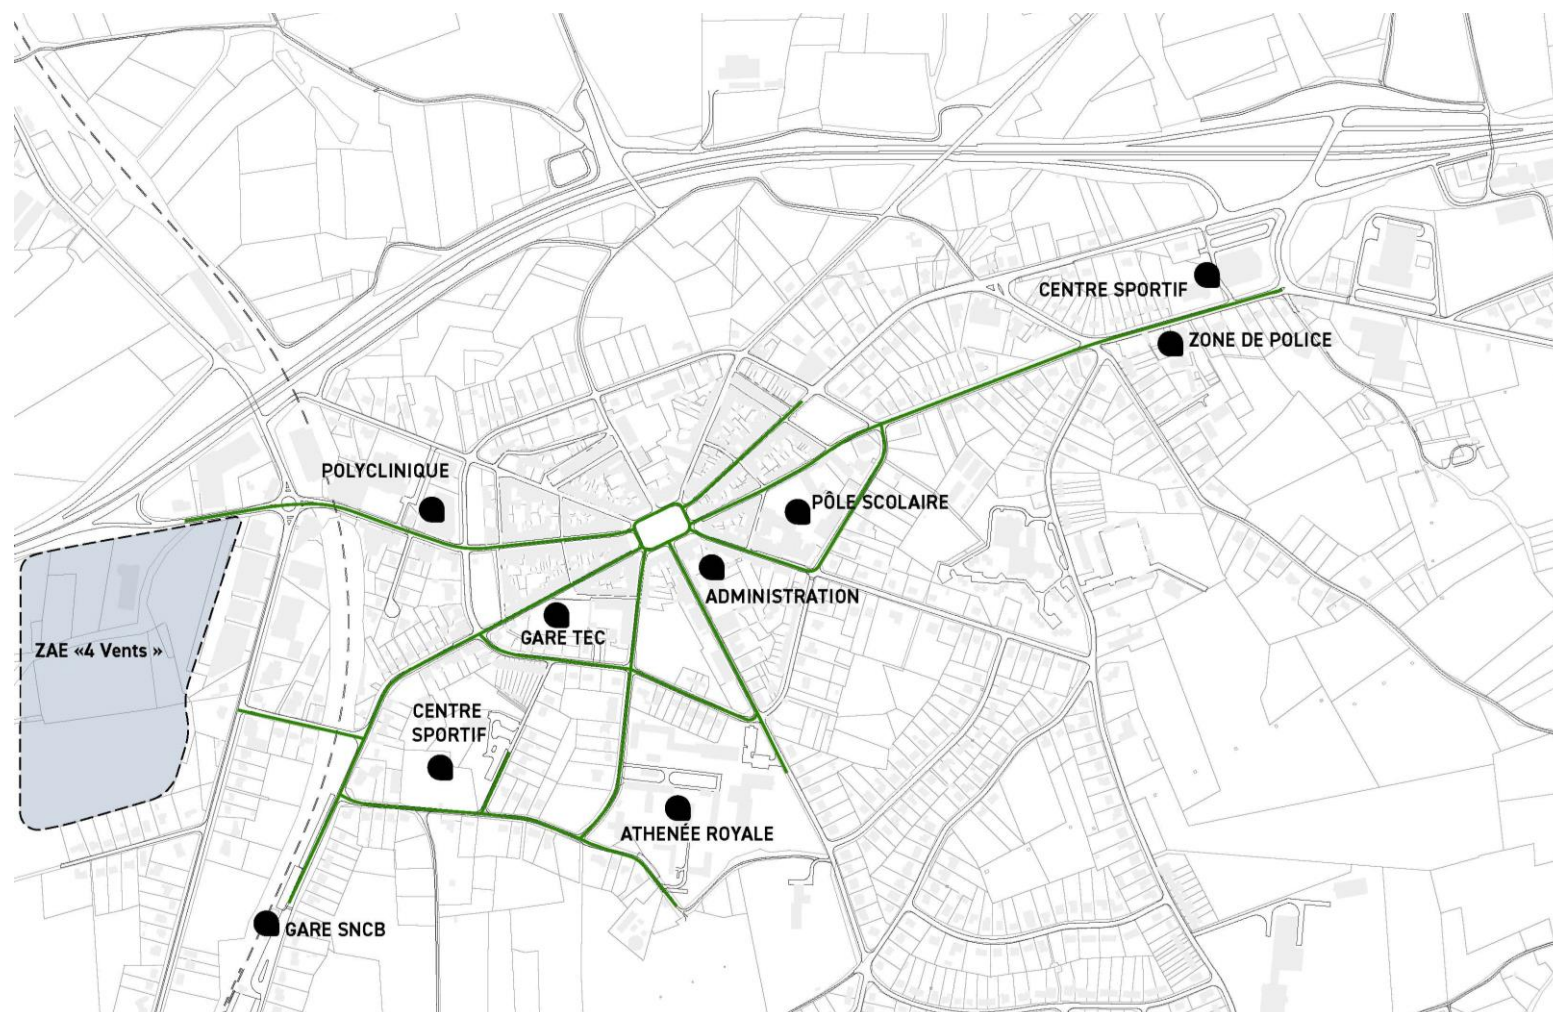 CENTRE SPORTIF
ZONE DE POLICE
POLYCLINIQUE
PÔLE SCOLAIRE
ADMINISTRATION
GARE TEC
ZAE «4 Vents »
CENTRE
SPORTIF
ATHENÉE ROYALE
GARE SNCB